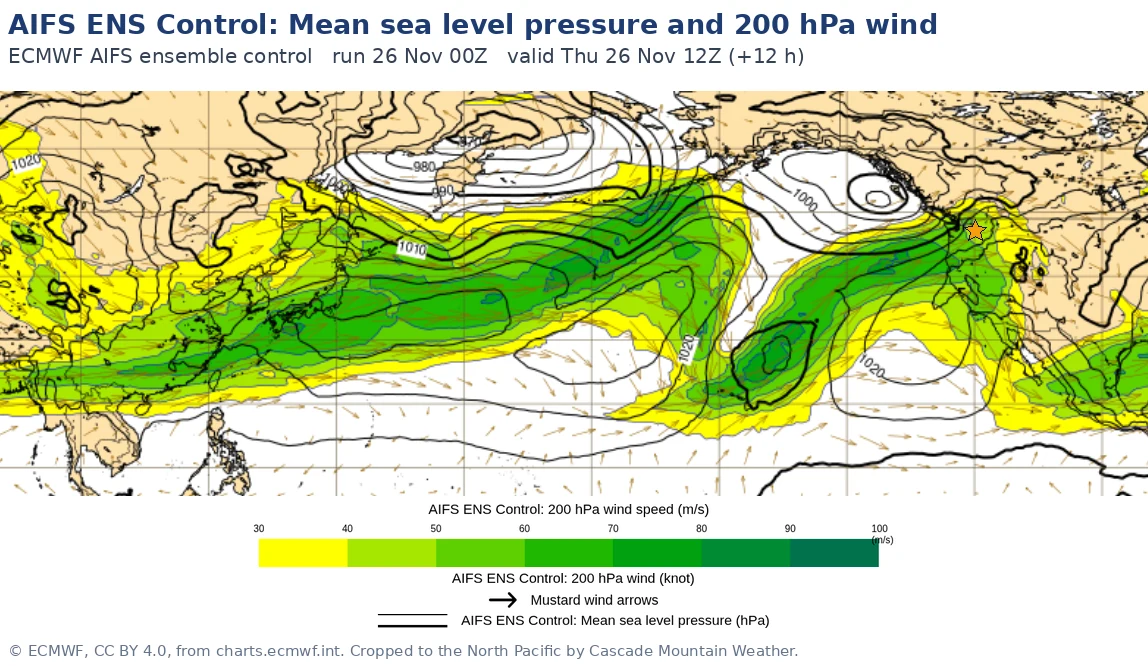 AIFS ENS Control: Mean sea level pressure and 200 hPa wind
ECMWF AIFS ensemble control   run 26 Nov 00Z   valid Thu 26 Nov 12Z (+12 h)
970
1020
980
990
1000
1010
1020
1020
AIFS ENS Control: 200 hPa wind speed (m/s)
30 40 50 60 70 80 90 100
(m/s)
AIFS ENS Control: 200 hPa wind (knot)
Mustard wind arrows
AIFS ENS Control: Mean sea level pressure (hPa)
© ECMWF, CC BY 4.0, from charts.ecmwf.int. Cropped to the North Pacific by Cascade Mountain Weather.